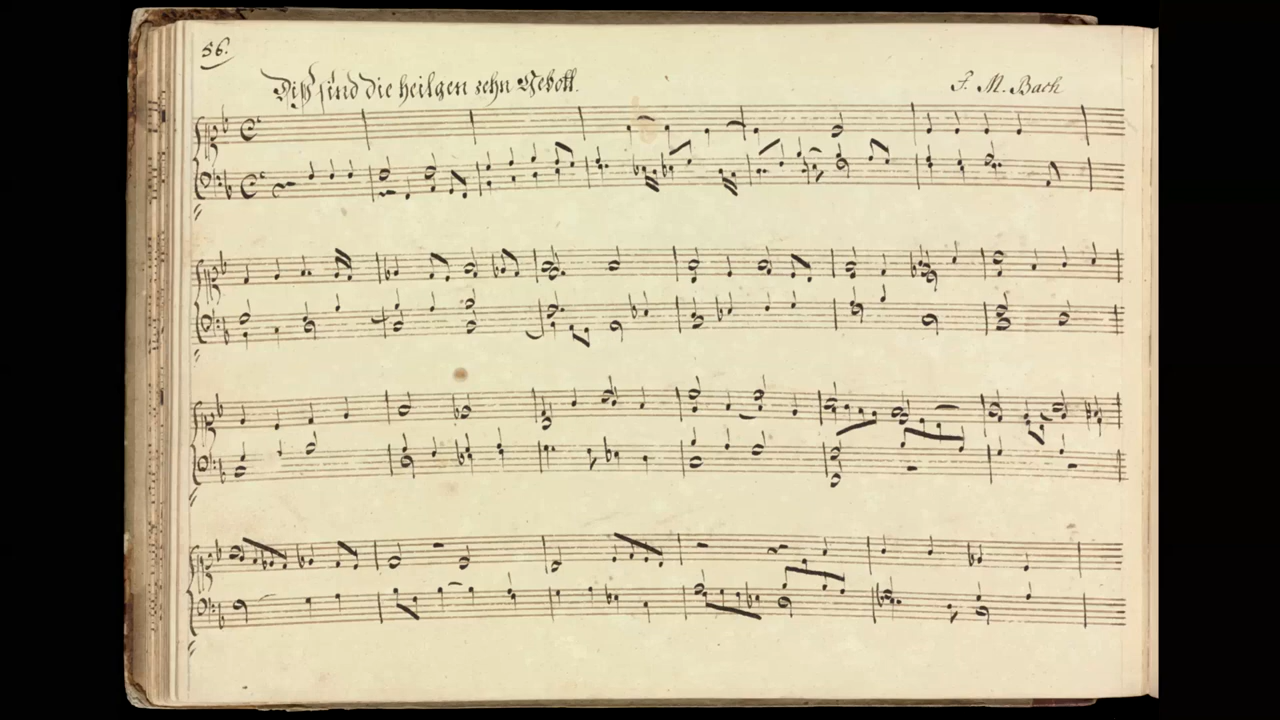 56.
Diß sind die heilgen zehn Gebott. J. M. Bach